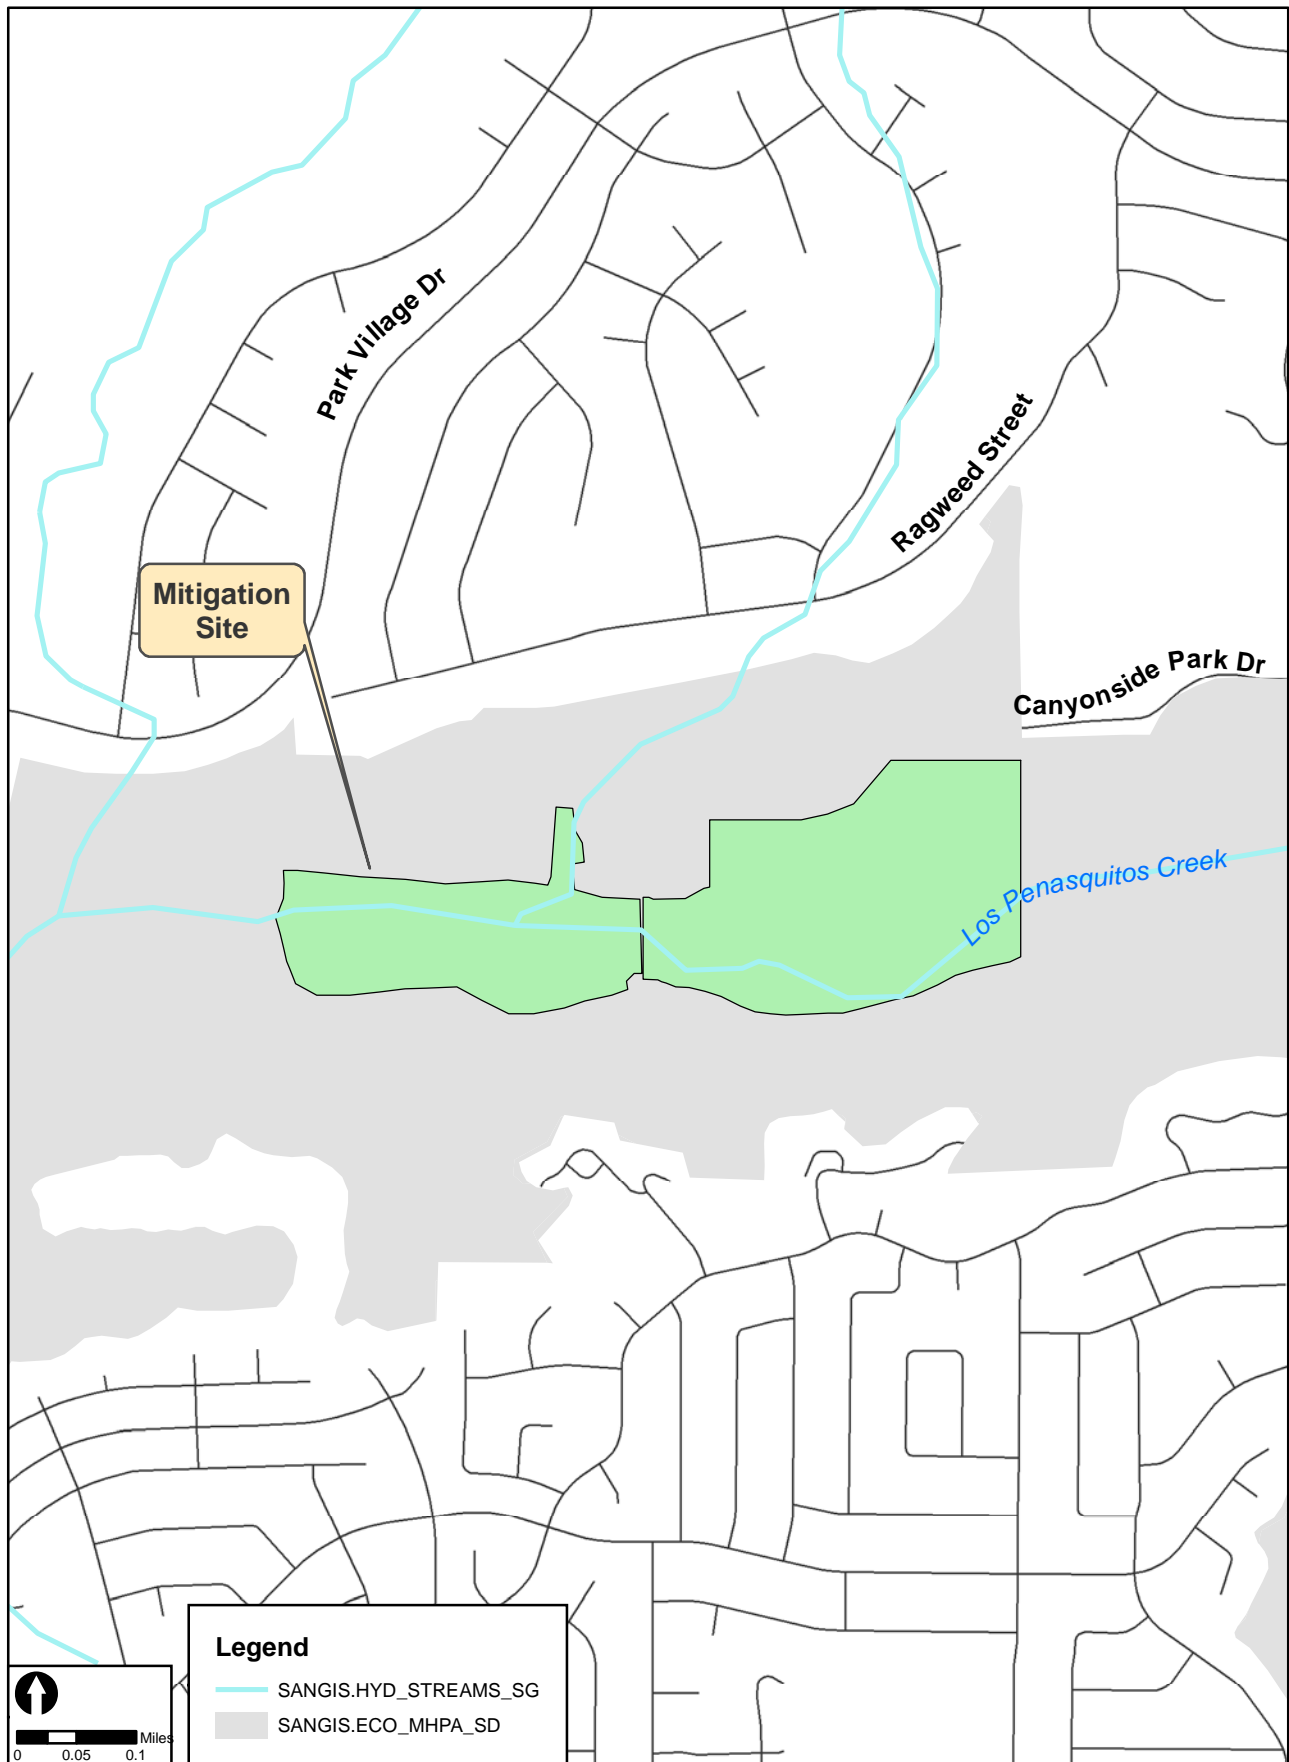 Park Village Dr
Ragweed Street
Mitigation
Site
Canyonside Park Dr
Los Penasquitos Creek
Legend
SANGIS.HYD_STREAMS_SG
SANGIS.ECO_MHPA_SD
Miles
0 0.05 0.1